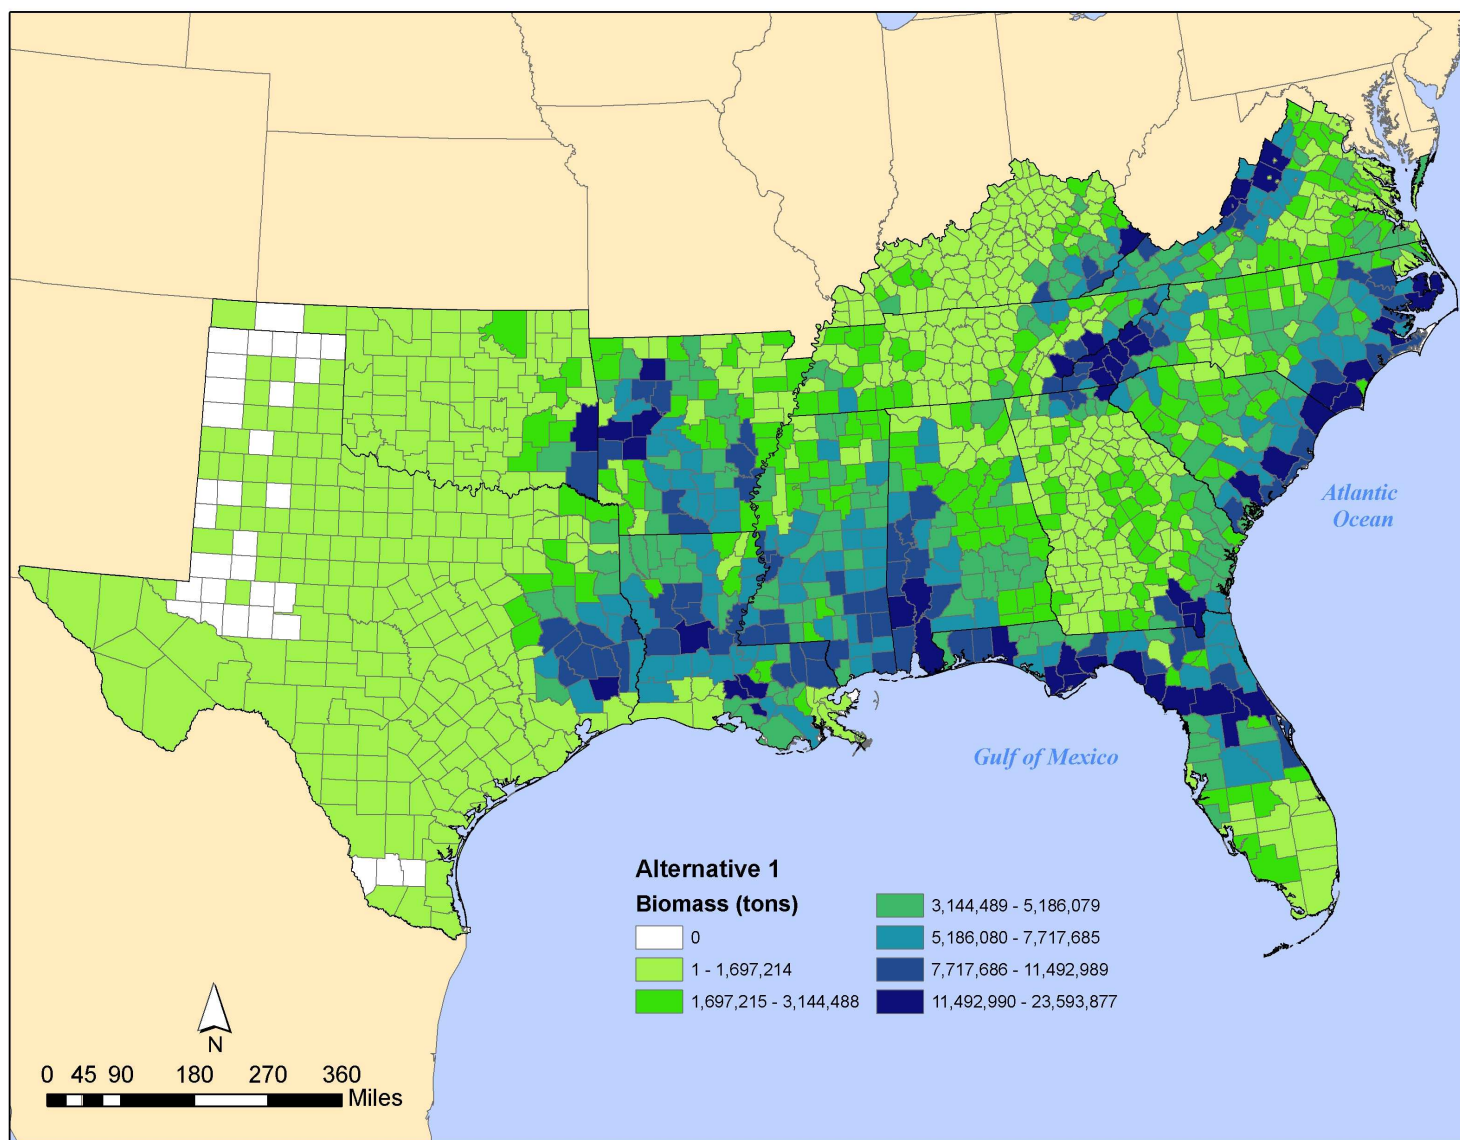 Atlantic
Ocean
Gulf of Mexico
Alternative 1
Biomass (tons)
0
1 - 1,697,214
1,697,215 - 3,144,488
3,144,489 - 5,186,079
5,186,080 - 7,717,685
7,717,686 - 11,492,989
11,492,990 - 23,593,877
N
0 45 90 180 270 360
Miles